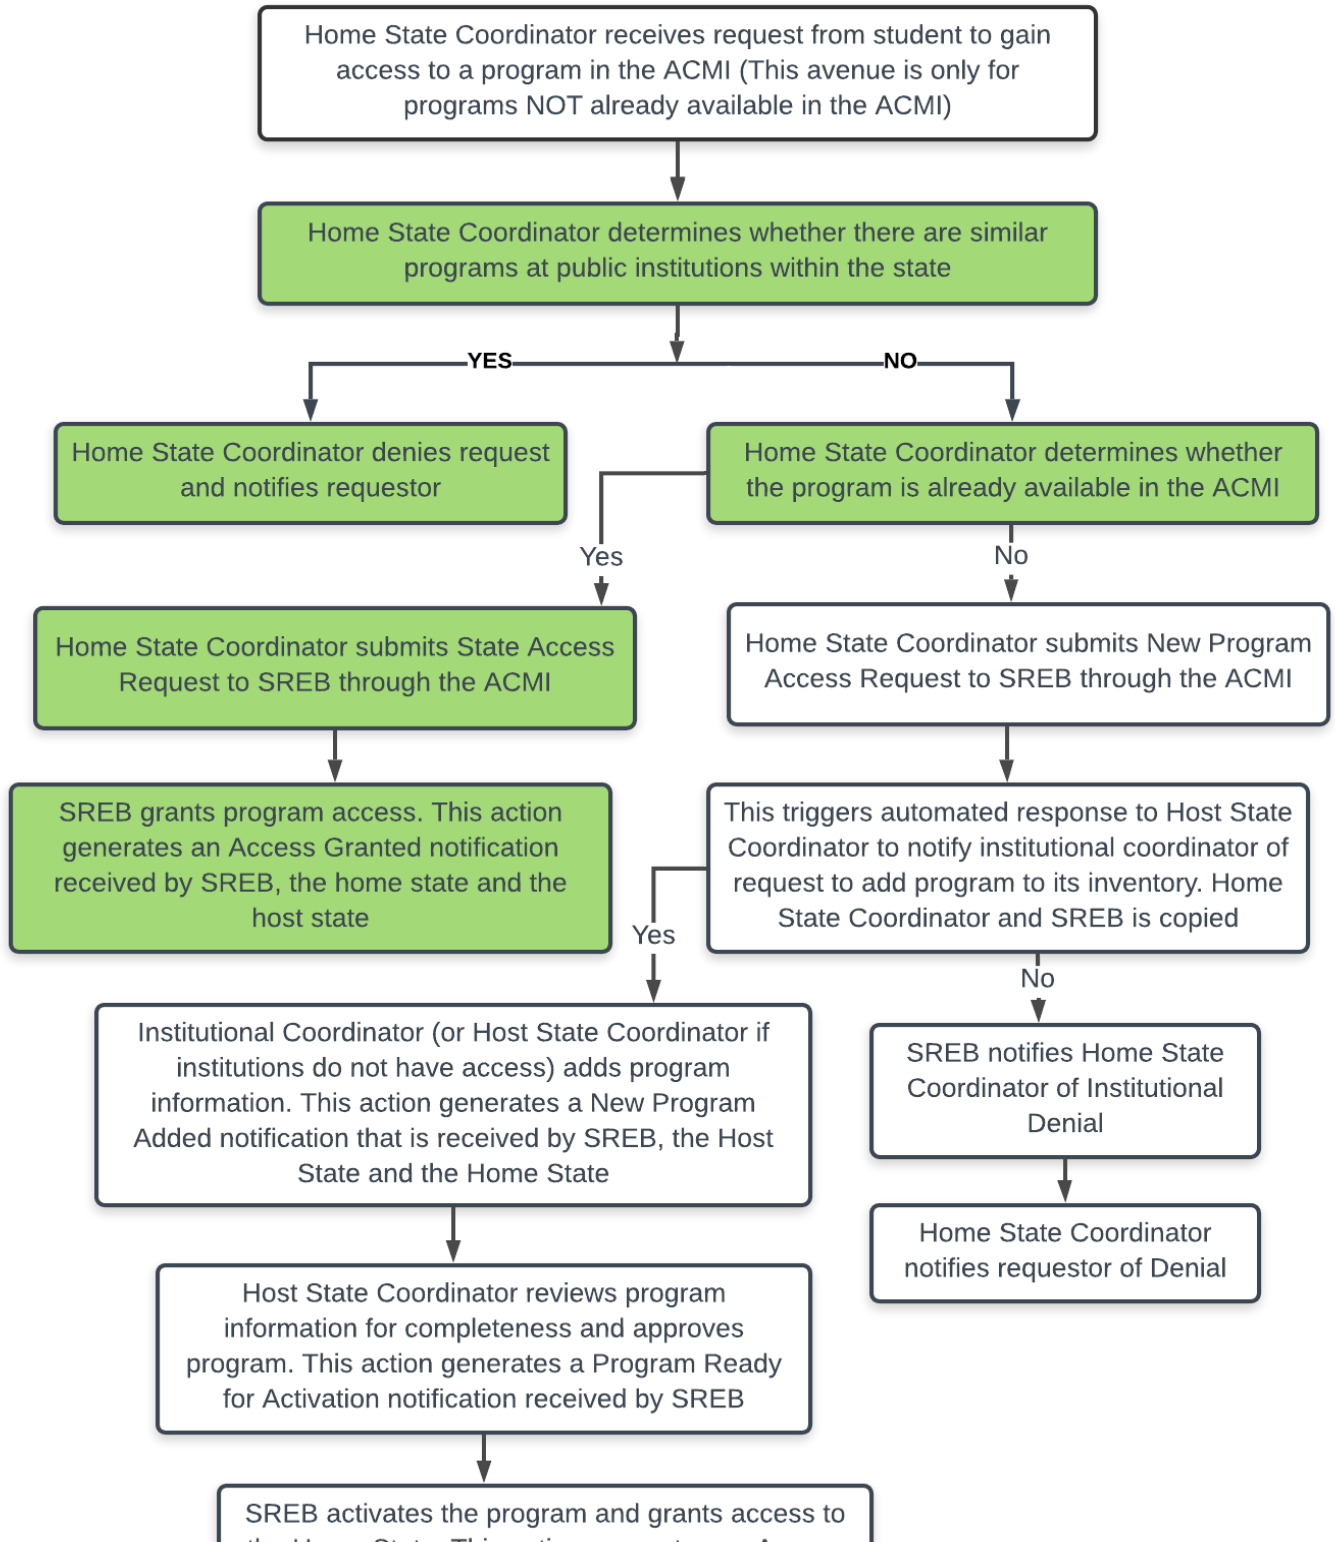 Home State Coordinator receives request from student to gain
access to a program in the ACMI (This avenue is only for
programs NOT already available in the ACMI)
Home State Coordinator determines whether there are similar
programs at public institutions within the state
YES
NO
Home State Coordinator denies request
and notifies requestor
Home State Coordinator determines whether
the program is already available in the ACMI
Yes
No
Home State Coordinator submits State Access
Request to SREB through the ACMI
Home State Coordinator submits New Program
Access Request to SREB through the ACMI
SREB grants program access. This action
generates an Access Granted notification
received by SREB, the home state and the
host state
This triggers automated response to Host State
Coordinator to notify institutional coordinator of
request to add program to its inventory. Home
State Coordinator and SREB is copied
Yes
No
Institutional Coordinator (or Host State Coordinator if
institutions do not have access) adds program
information. This action generates a New Program
Added notification that is received by SREB, the Host
State and the Home State
SREB notifies Home State
Coordinator of Institutional
Denial
Home State Coordinator
notifies requestor of Denial
Host State Coordinator reviews program
information for completeness and approves
program. This action generates a Program Ready
for Activation notification received by SREB
SREB activates the program and grants access to